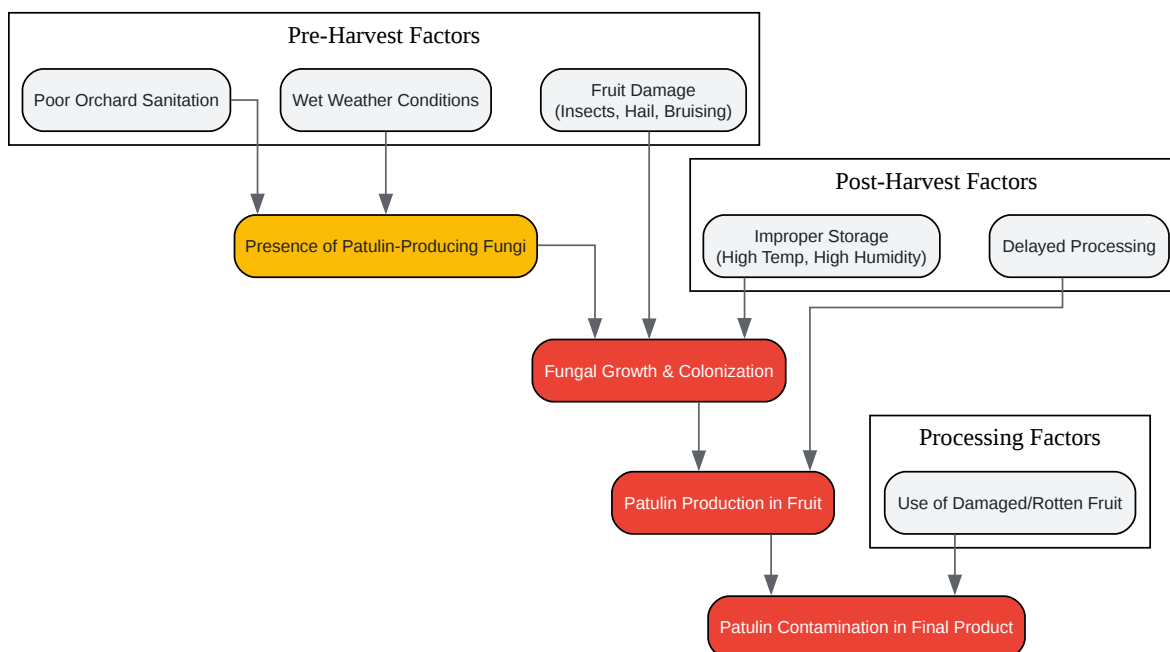 Pre-Harvest Factors
Poor Orchard Sanitation
Wet Weather Conditions
Fruit Damage
(Insects, Hail, Bruising)
Post-Harvest Factors
Improper Storage
(High Temp, High Humidity)
Delayed Processing
Presence of Patulin-Producing Fungi
Fungal Growth & Colonization
Processing Factors
Patulin Production in Fruit
Use of Damaged/Rotten Fruit
Patulin Contamination in Final Product